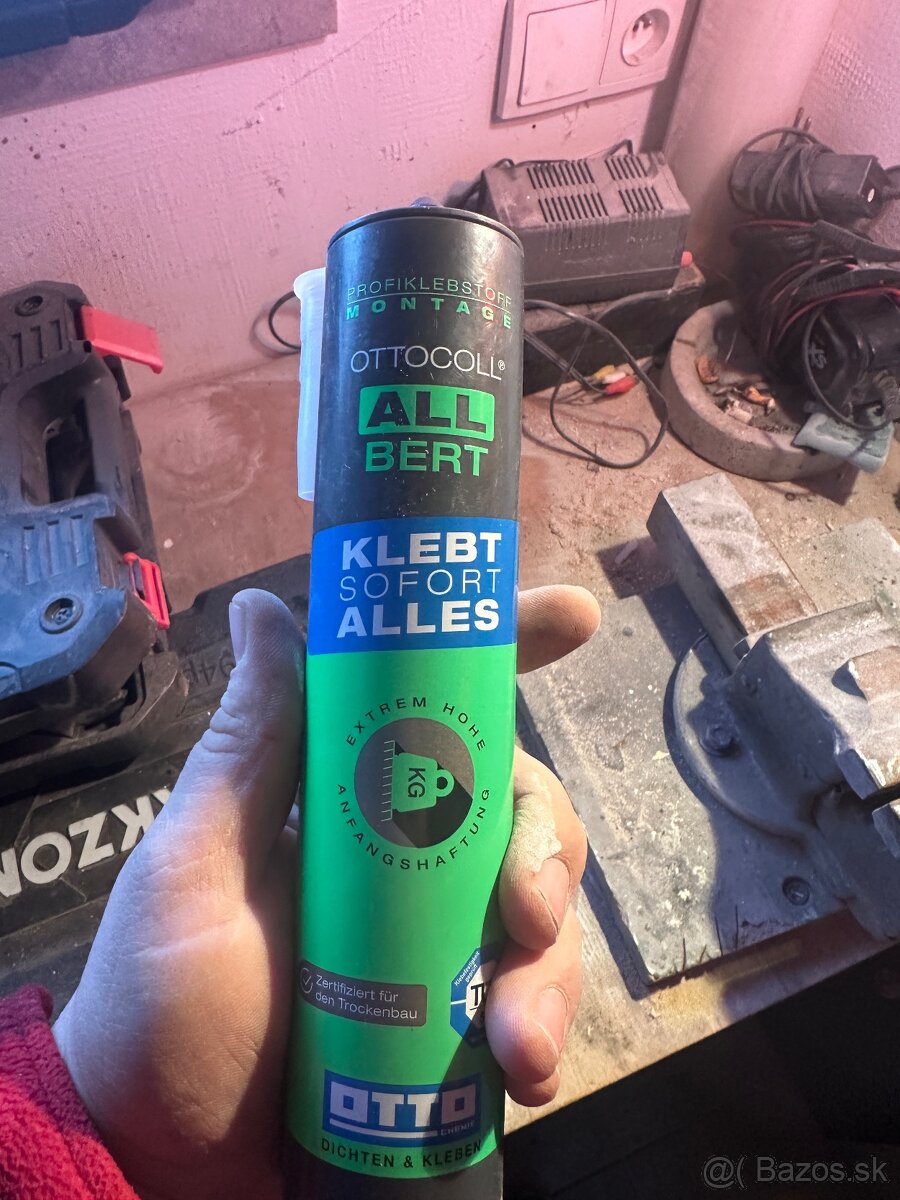 PROFIKLEBSTOFF
MONTAGE
OTTOCOLL®
ALL
BERT
KLEBT
SOFORT
ALLES
EXTREM HOHE
KG
ANFANGSHAFTUNG
Zertifiziert für
den Trockenbau
OTTO
CHEMIE
DICHTEN & KLEBEN
@( Bazos.sk